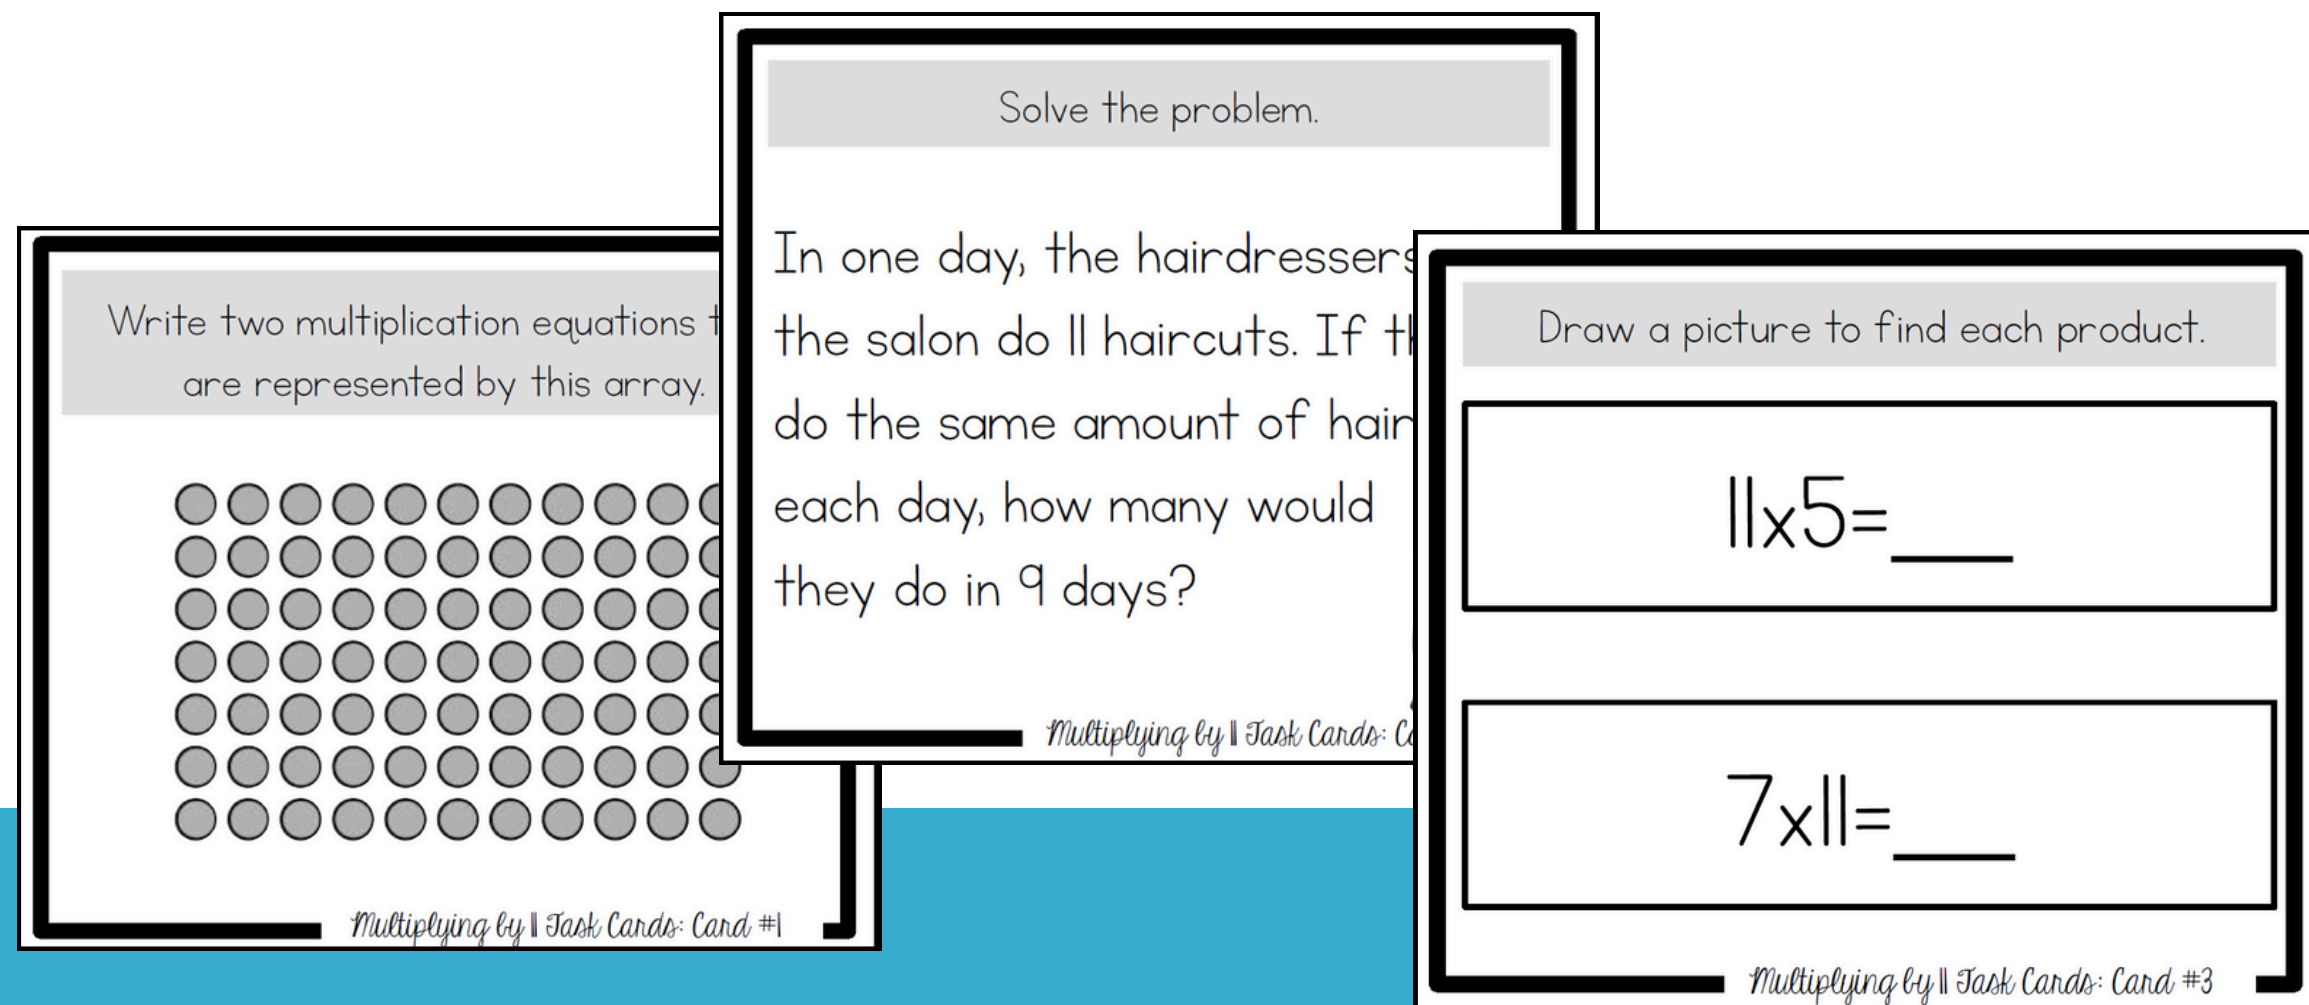 Write two multiplication equations
are represented by this array.
Multiplying by 11 Task Cards: Card #1
Solve the problem.
In one day, the hairdressers
the salon do 11 haircuts. If
do the same amount of hair
each day, how many would
they do in 9 days?
Multiplying by 11 Task Cards:
Draw a picture to find each product.
11x5=___
7x11=___
Multiplying by 11 Task Cards: Card #3